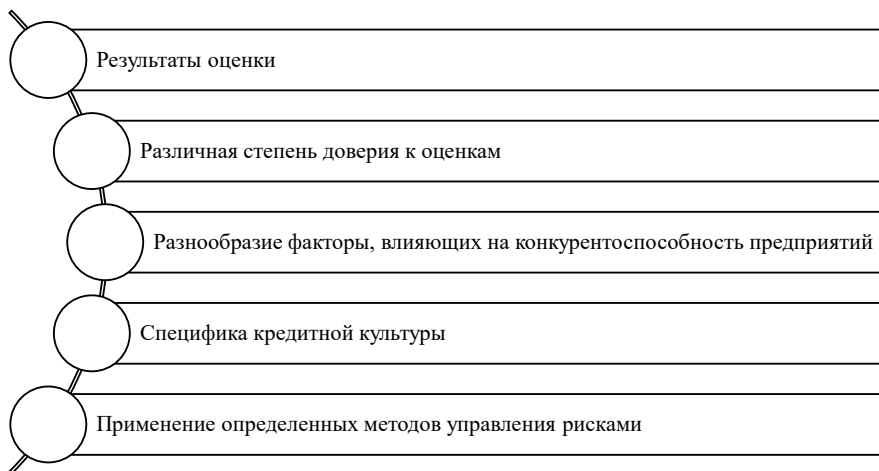 Результаты оценки
Различная степень доверия к оценкам
Разнообразие факторы, влияющих на конкурентоспособность предприятий
Специфика кредитной культуры
Применение определенных методов управления рисками